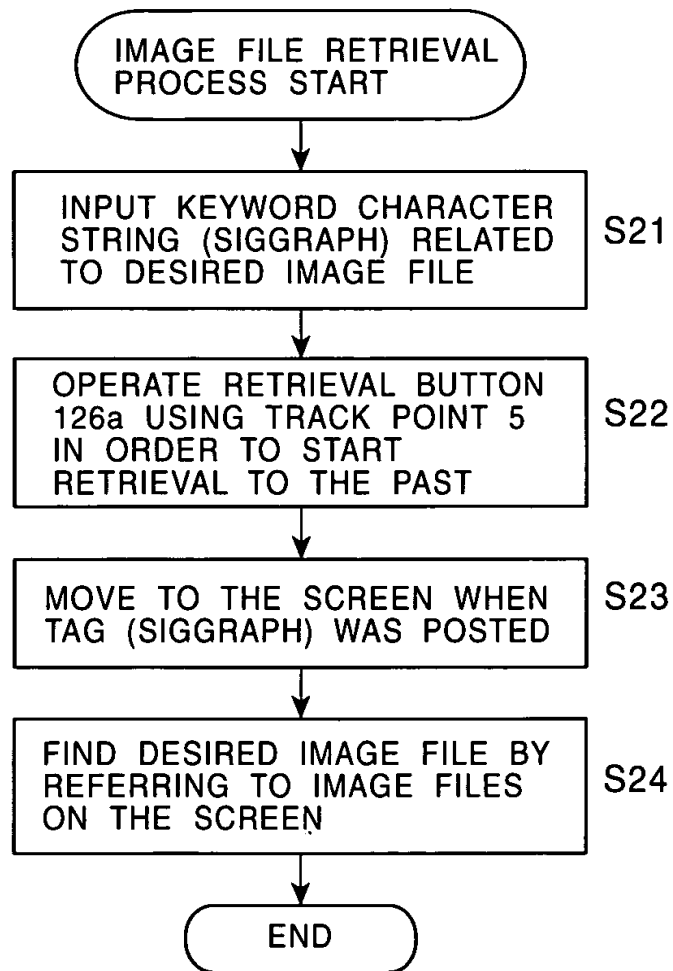 IMAGE FILE RETRIEVAL
PROCESS START
INPUT KEYWORD CHARACTER
STRING (SIGGRAPH) RELATED
TO DESIRED IMAGE FILE
S21
OPERATE RETRIEVAL BUTTON
126a USING TRACK POINT 5
IN ORDER TO START
RETRIEVAL TO THE PAST
S22
MOVE TO THE SCREEN WHEN
TAG (SIGGRAPH) WAS POSTED
S23
FIND DESIRED IMAGE FILE BY
REFERRING TO IMAGE FILES
ON THE SCREEN
S24
END